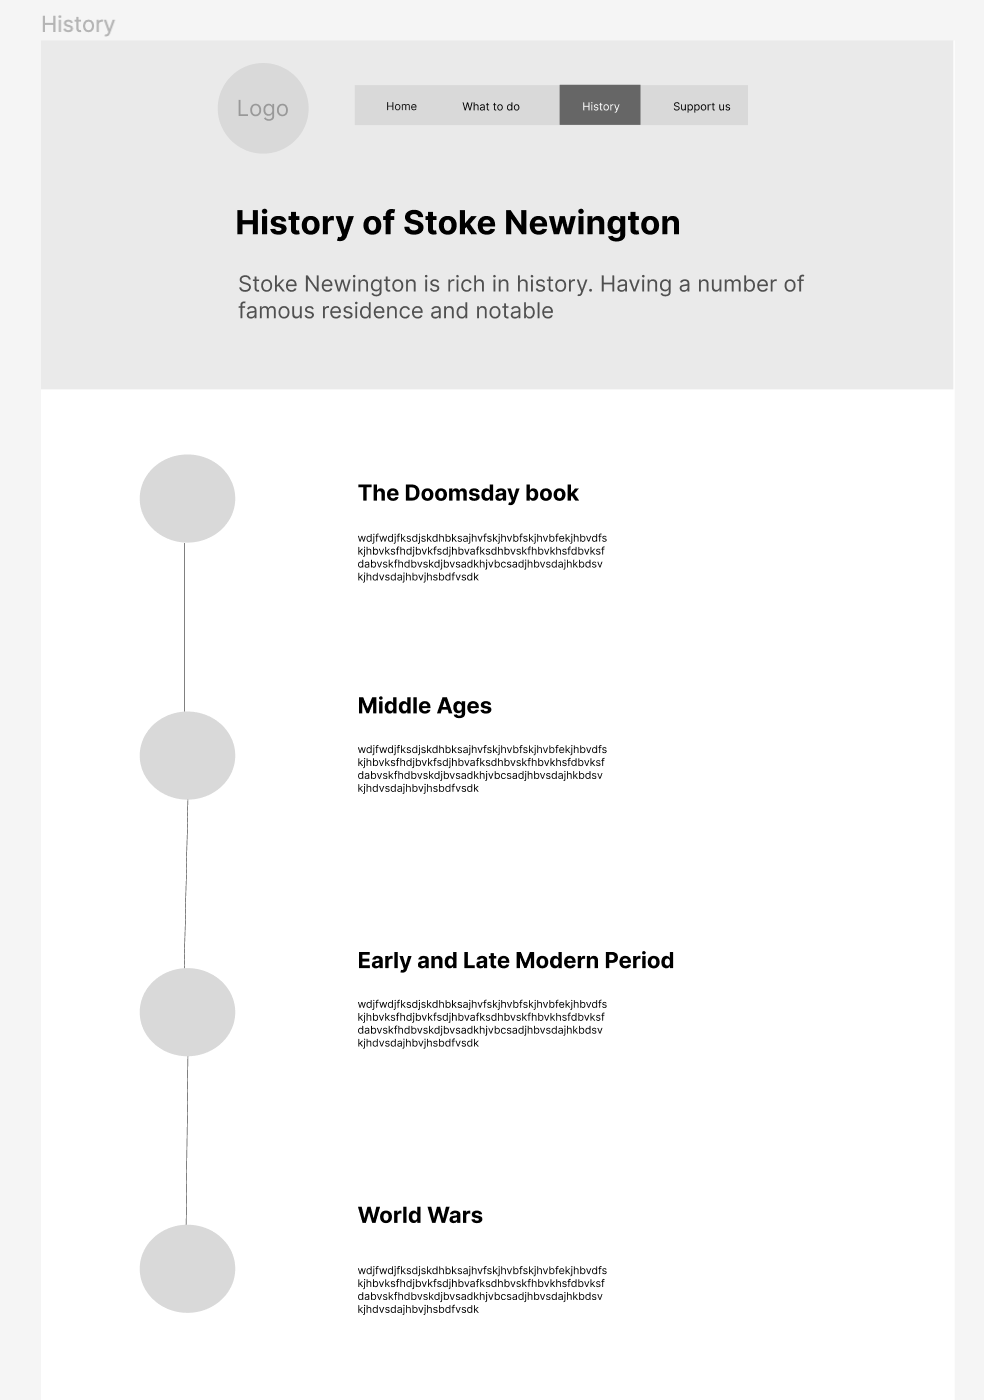 History
Logo
Home
What to do
History
Support us
History of Stoke Newington
Stoke Newington is rich in history. Having a number of
famous residence and notable
The Doomsday book
wdjfwdjfksdjskdhbksajhvfskjhvbfskjhvbfekjhbvdfs
kjhbvksfhdjbvkfsdjhbvafksdhbvskfhbvkhsfdbvksf
dabvskfhdbvskdjbvsadkhjvbcsadjhbvsdajhkbdsv
kjhdvsdajhbvjhsbdfvsdk
Middle Ages
wdjfwdjfksdjskdhbksajhvfskjhvbfskjhvbfekjhbvdfs
kjhbvksfhdjbvkfsdjhbvafksdhbvskfhbvkhsfdbvksf
dabvskfhdbvskdjbvsadkhjvbcsadjhbvsdajhkbdsv
kjhdvsdajhbvjhsbdfvsdk
Early and Late Modern Period
wdjfwdjfksdjskdhbksajhvfskjhvbfskjhvbfekjhbvdfs
kjhbvksfhdjbvkfsdjhbvafksdhbvskfhbvkhsfdbvksf
dabvskfhdbvskdjbvsadkhjvbcsadjhbvsdajhkbdsv
kjhdvsdajhbvjhsbdfvsdk
World Wars
wdjfwdjfksdjskdhbksajhvfskjhvbfskjhvbfekjhbvdfs
kjhbvksfhdjbvkfsdjhbvafksdhbvskfhbvkhsfdbvksf
dabvskfhdbvskdjbvsadkhjvbcsadjhbvsdajhkbdsv
kjhdvsdajhbvjhsbdfvsdk